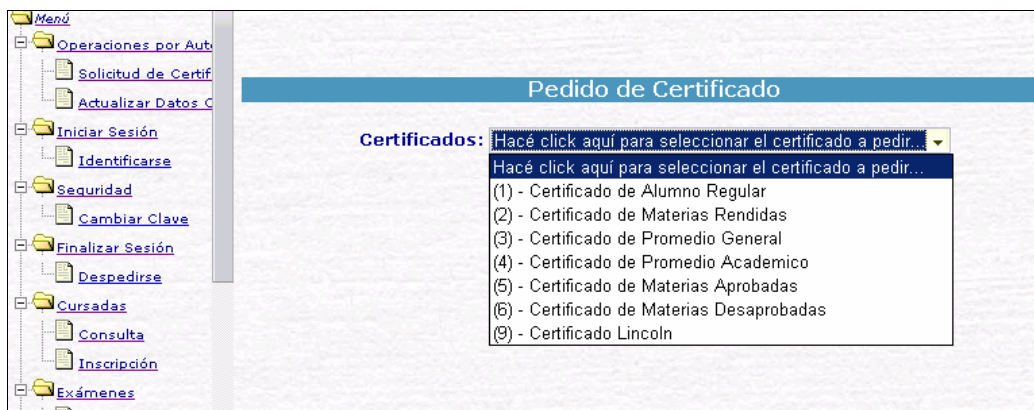 Menú
Operaciones por Aut
Solicitud de Certif
Actualizar Datos C
Iniciar Sesión
Identificarse
Seguridad
Cambiar Clave
Finalizar Sesión
Despedirse
Cursadas
Consulta
Inscripción
Exámenes
Pedido de Certificado
Certificados: Hacé click aquí para seleccionar el certificado a pedir...
Hacé click aquí para seleccionar el certificado a pedir...
(1) - Certificado de Alumno Regular
(2) - Certificado de Materias Rendidas
(3) - Certificado de Promedio General
(4) - Certificado de Promedio Academico
(5) - Certificado de Materias Aprobadas
(6) - Certificado de Materias Desaprobadas
(9) - Certificado Lincoln